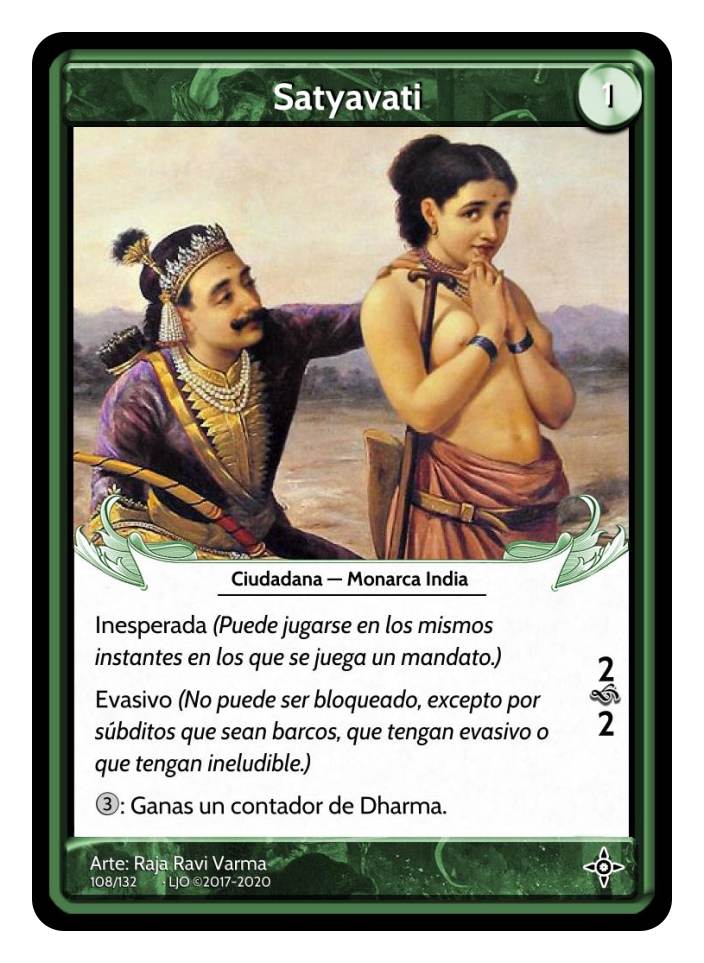 Satyavati
1
Ciudadana — Monarca India
Inesperada (Puede jugarse en los mismos
instantes en los que se juega un mandato.)
Evasivo (No puede ser bloqueado, excepto por
súbditos que sean barcos, que tengan evasivo o
que tengan ineludible.)
3: Ganas un contador de Dharma.
2
2
Arte: Raja Ravi Varma
108/132 · LJO ©2017-2020